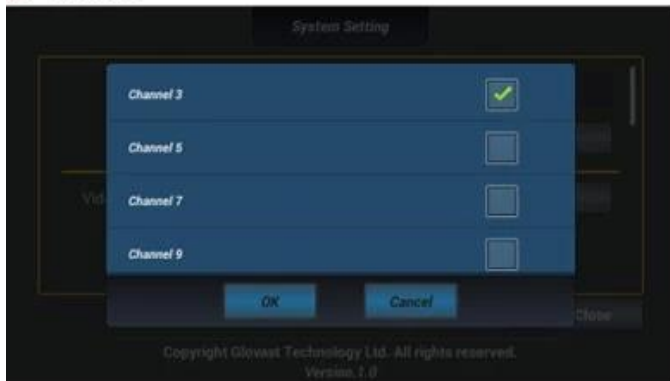 System Setting
Channel 3
Channel 5
Vid
Channel 7
Channel 9
OK Cancel
Close
Copyright Glovast Technology Ltd. All rights reserved.
Version.1.0